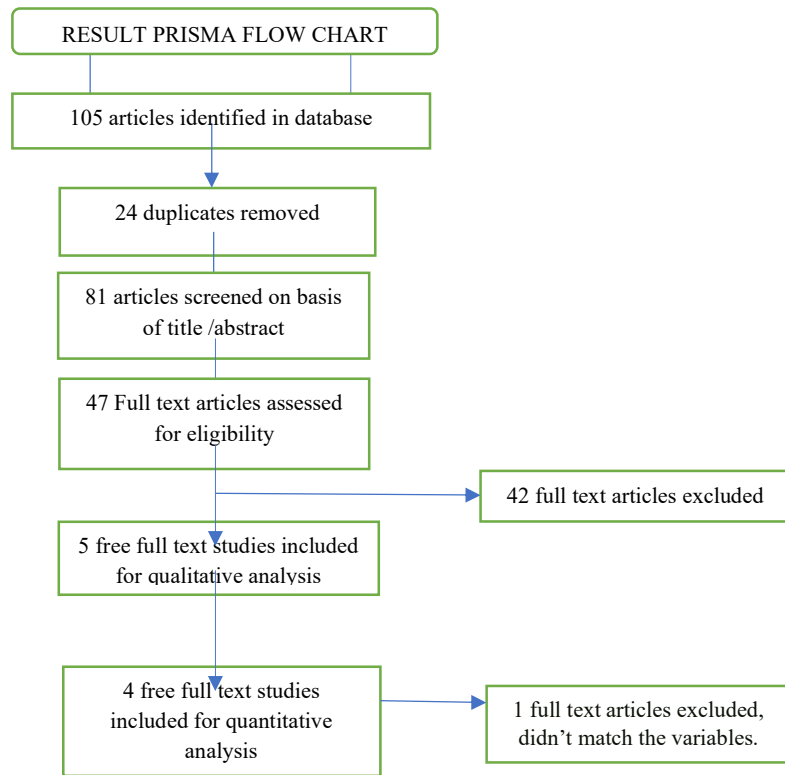 RESULT PRISMA FLOW CHART
105 articles identified in database
24 duplicates removed
81 articles screened on basis
of title /abstract
47 Full text articles assessed
for eligibility
42 full text articles excluded
5 free full text studies included
for qualitative analysis
4 free full text studies
included for quantitative
analysis
1 full text articles excluded,
didn’t match the variables.